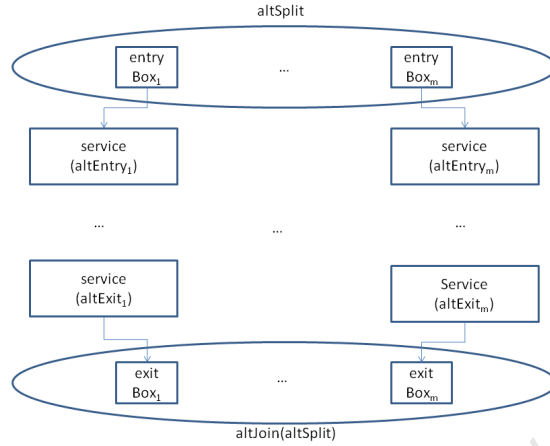 altSplit
entry entry
Box1 ... Boxm
service service
(altEntry1) (altEntrym)
... ... ...
service Service
(altExit1) (altExitm)
exit ... exit
Box1 Boxm
altJoin(altSplit)